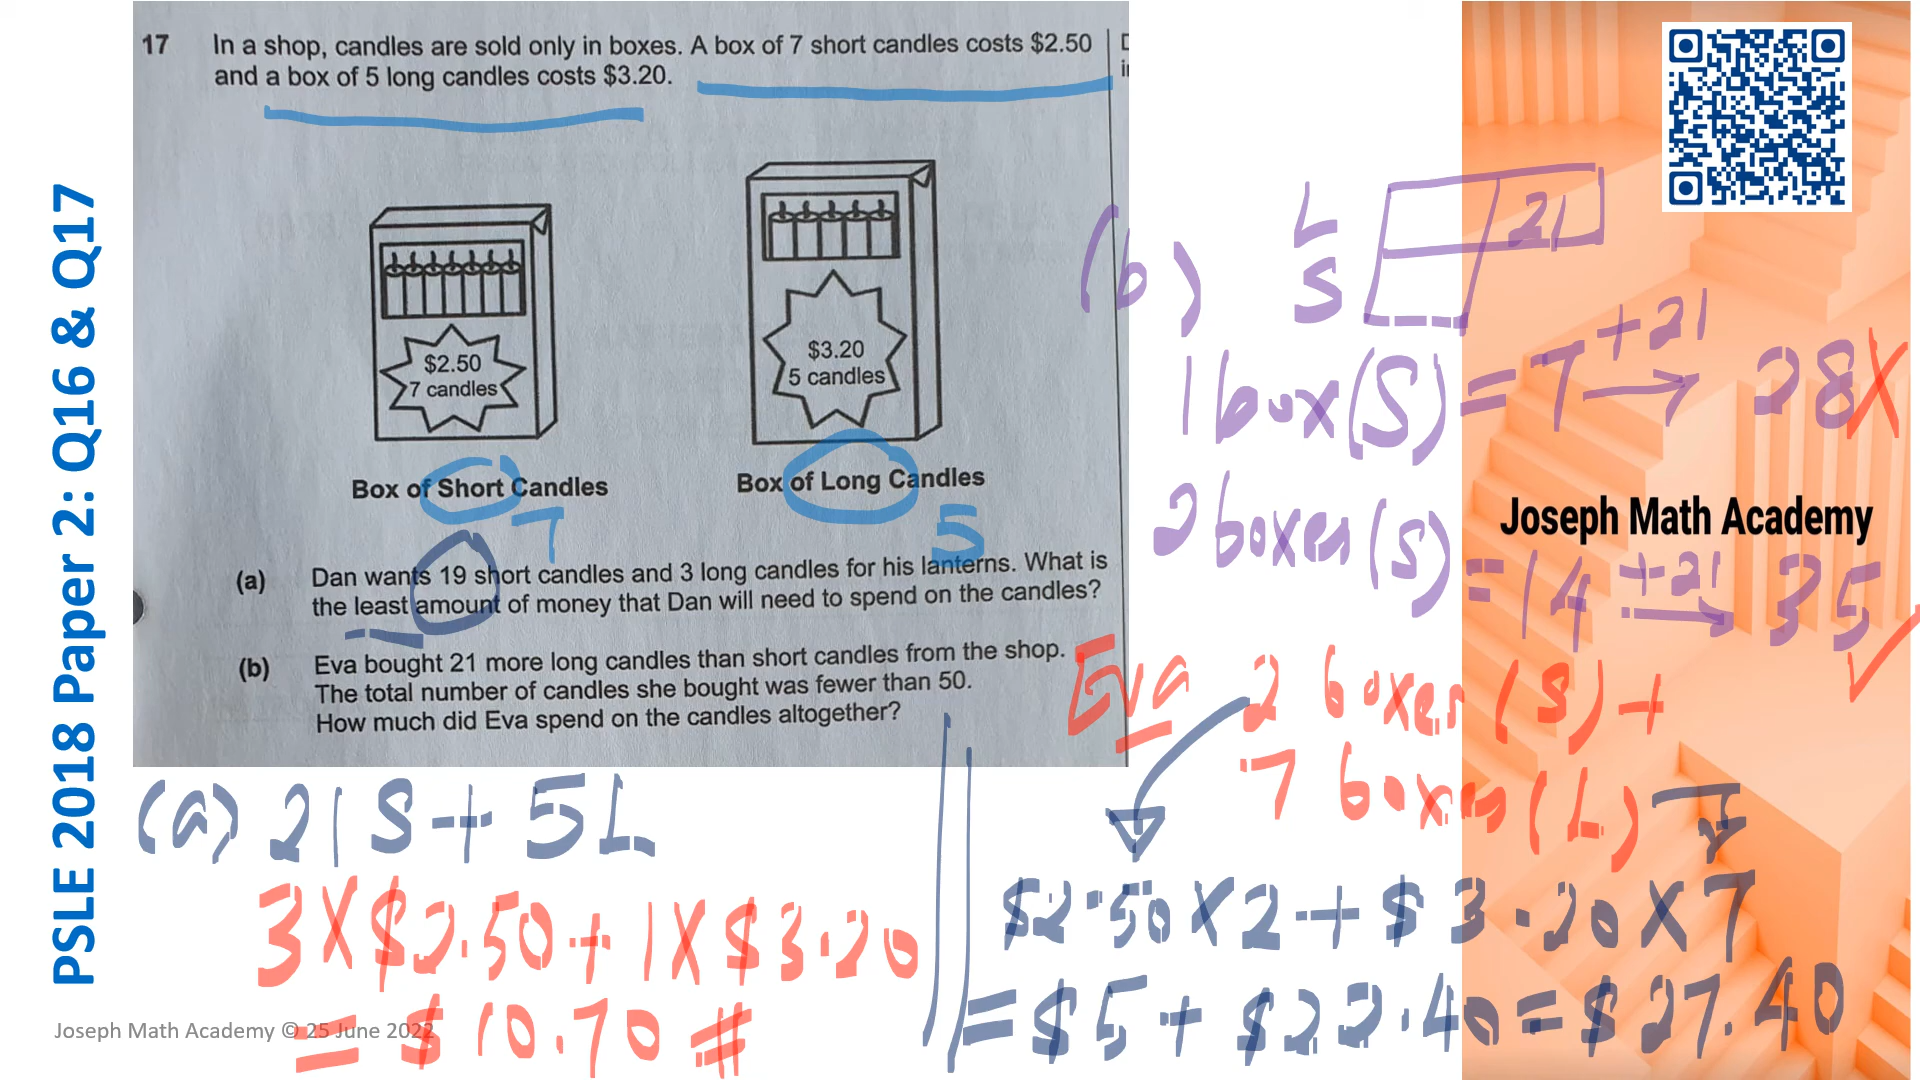 PSLE 2018 Paper 2: Q16 & Q17
17 In a shop, candles are sold only in boxes. A box of 7 short candles costs $2.50
and a box of 5 long candles costs $3.20.
$2.50
7 candles
$3.20
5 candles
Box of Short Candles
Box of Long Candles
7
5
(a) Dan wants 19 short candles and 3 long candles for his lanterns. What is
the least amount of money that Dan will need to spend on the candles?
(b) Eva bought 21 more long candles than short candles from the shop.
The total number of candles she bought was fewer than 50.
How much did Eva spend on the candles altogether?
(a) 21 S + 5 L
3 X $2.50 + 1 X $3.20
= $10.70 #
(b) L 21
S
1 box (S) = 7 +21 → 28 X
2 boxes (S)
= 14 +21 → 35 ✓
Joseph Math Academy
Eva 2 boxes (S) +
7 boxes (L)
$2.50 X 2 + $3.20 X 7
= $5 + $22.40 = $27.40
Joseph Math Academy © 25 June 2022